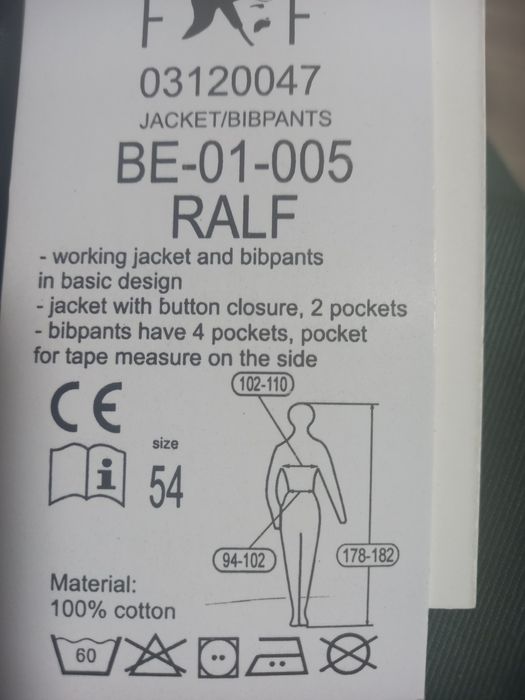 F F
03120047
JACKET/BIBPANTS
BE-01-005
RALF
- working jacket and bibpants
in basic design
- jacket with button closure, 2 pockets
- bibpants have 4 pockets, pocket
for tape measure on the side
102-110
CE
size
i
54
94-102
178-182
Material:
100% cotton
60